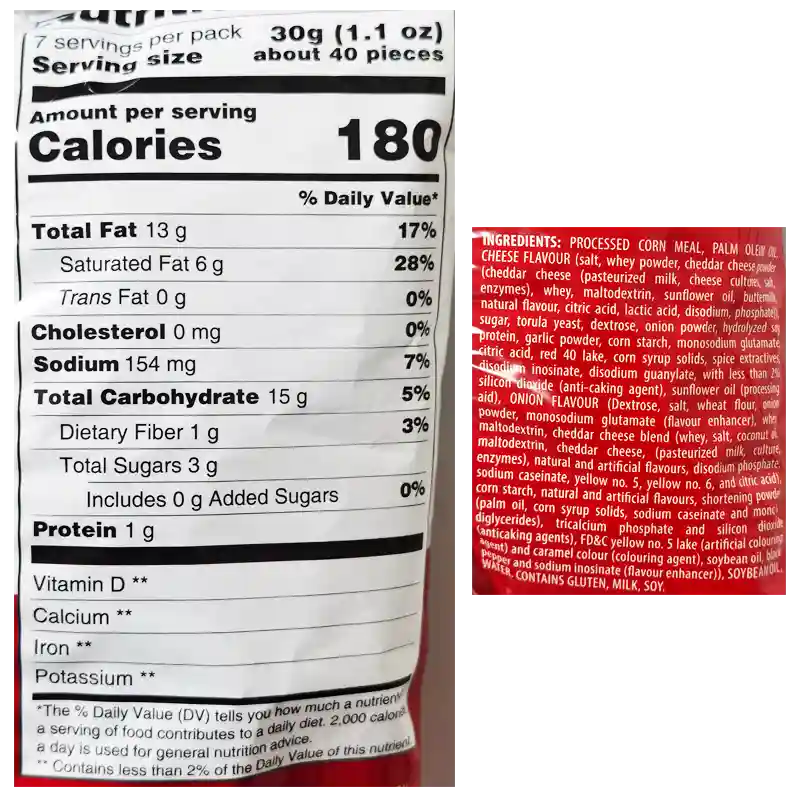 7 servings per pack
Serving size
30g (1.1 oz)
about 40 pieces
Amount per serving
Calories 180
% Daily Value*
Total Fat 13 g 17%
Saturated Fat 6 g 28%
Trans Fat 0 g 0%
Cholesterol 0 mg 0%
Sodium 154 mg 7%
Total Carbohydrate 15 g 5%
Dietary Fiber 1 g 3%
Total Sugars 3 g
Includes 0 g Added Sugars 0%
Protein 1 g
Vitamin D **
Calcium **
Iron **
Potassium **
*The % Daily Value (DV) tells you how much a nutrient
a serving of food contributes to a daily diet. 2,000 calorie
a day is used for general nutrition advice.
** Contains less than 2% of the Daily Value of this nutrient
INGREDIENTS: PROCESSED CORN MEAL, PALM OLEIN OIL,
CHEESE FLAVOUR (salt, whey powder, cheddar cheese powder
(cheddar cheese (pasteurized milk, cheese cultures, salt,
enzymes), whey, maltodextrin, sunflower oil, buttermilk,
natural flavour, citric acid, lactic acid, disodium, phosphate),
sugar, torula yeast, dextrose, onion powder, hydrolyzed soy
protein, garlic powder, corn starch, monosodium glutamate,
citric acid, red 40 lake, corn syrup solids, spice extractives,
disodium inosinate, disodium guanylate, with less than 2%
silicon dioxide (anti-caking agent), sunflower oil (processing
aid), ONION FLAVOUR (Dextrose, salt, wheat flour, onion
powder, monosodium glutamate (flavour enhancer), whey
maltodextrin, cheddar cheese blend (whey, salt, coconut oil,
maltodextrin, cheddar cheese, (pasteurized milk, culture,
enzymes), natural and artificial flavours, disodium phosphate,
sodium caseinate, yellow no. 5, yellow no. 6, and citric acid),
corn starch, natural and artificial flavours, shortening powder
(palm oil, corn syrup solids, sodium caseinate and mono-
diglycerides), tricalcium phosphate and silicon dioxide
(anticaking agents), FD&C yellow no. 5 lake (artificial colouring
agent) and caramel colour (colouring agent), soybean oil, black
pepper and sodium inosinate (flavour enhancer)), SOYBEAN OIL,
WATER. CONTAINS GLUTEN, MILK, SOY.